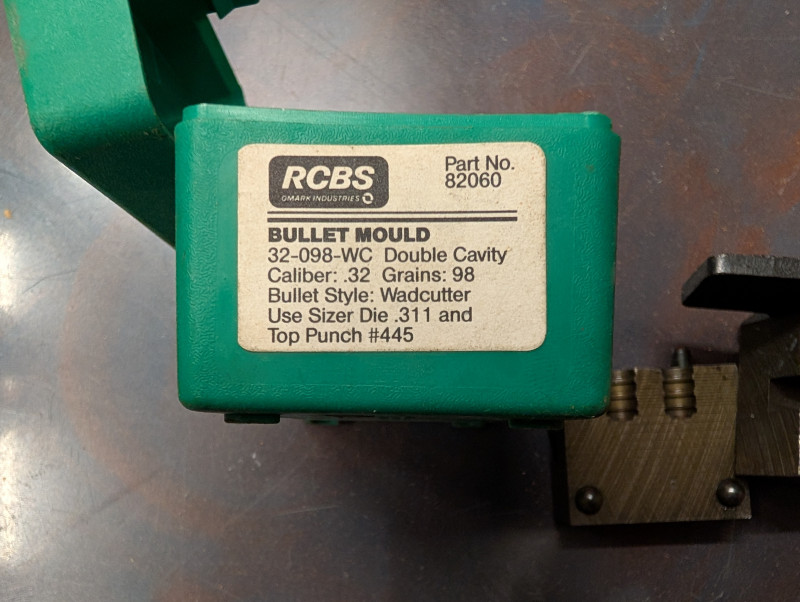 RCBS
OMARK INDUSTRIES
Part No.
82060
BULLET MOULD
32-098-WC Double Cavity
Caliber: .32 Grains: 98
Bullet Style: Wadcutter
Use Sizer Die .311 and
Top Punch #445